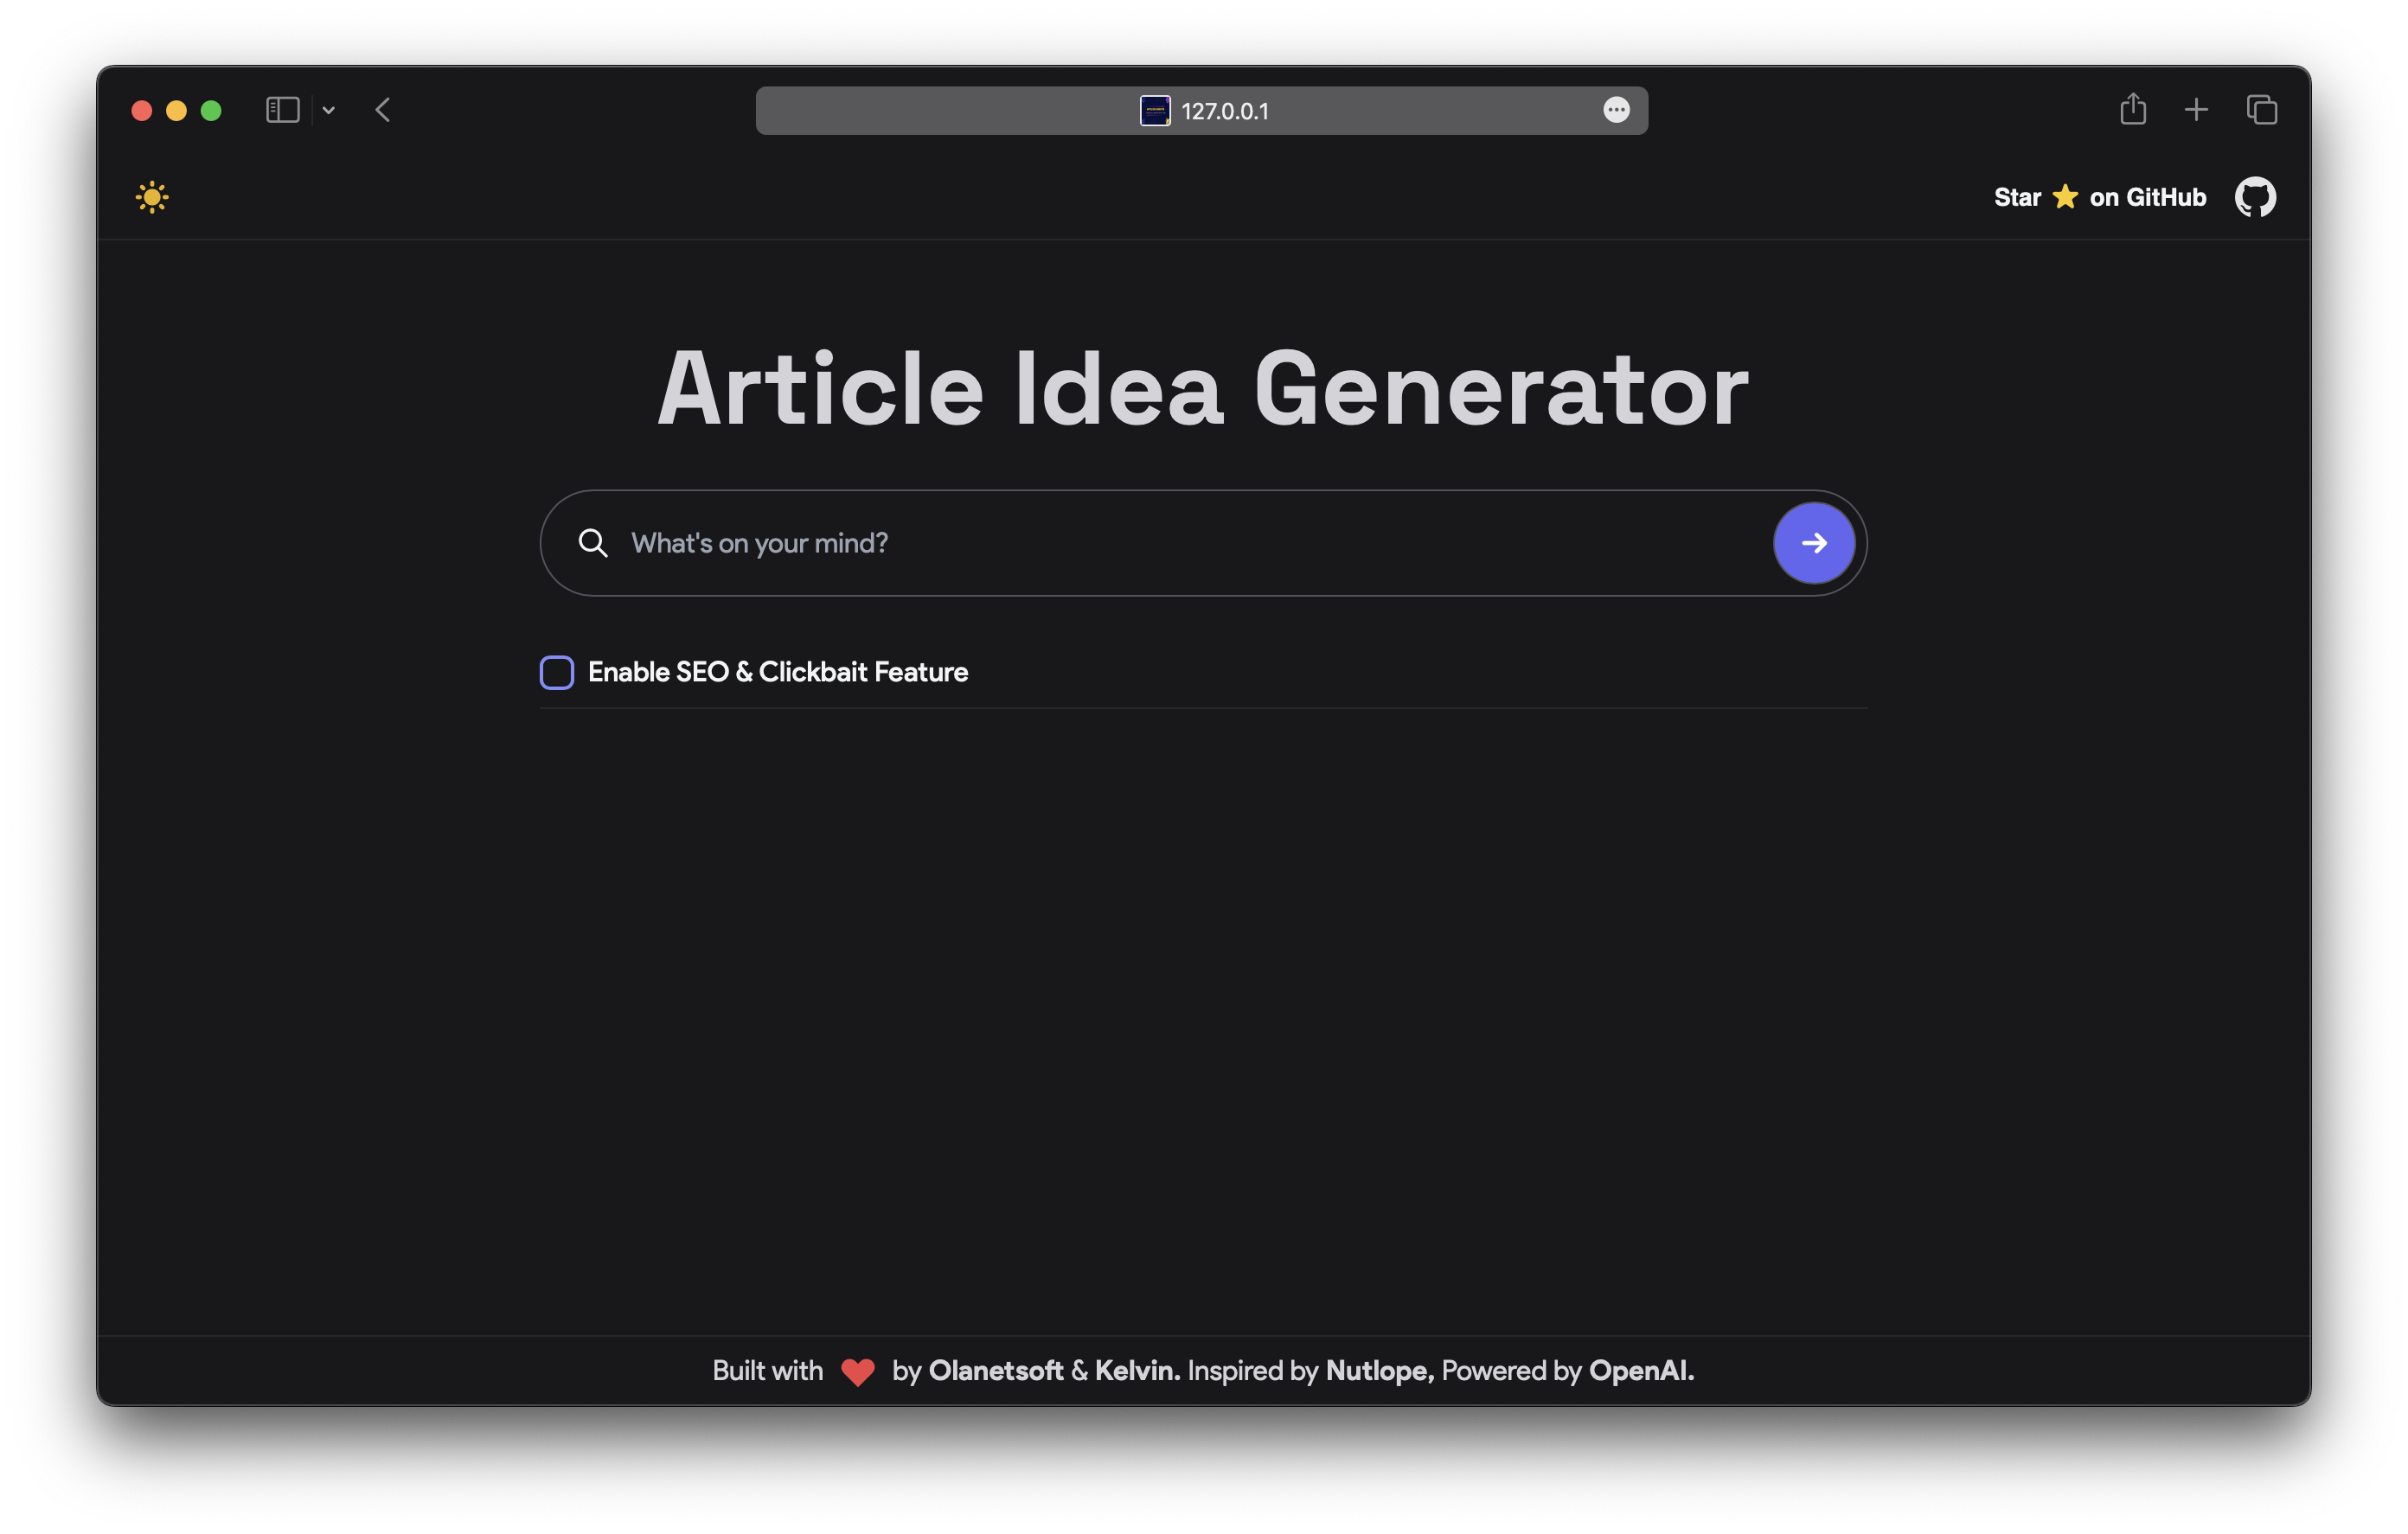 127.0.0.1
Star ⭐ on GitHub
Article Idea Generator
What's on your mind?
Enable SEO & Clickbait Feature
Built with ❤️ by Olanetsoft & Kelvin. Inspired by Nutlope, Powered by OpenAI.